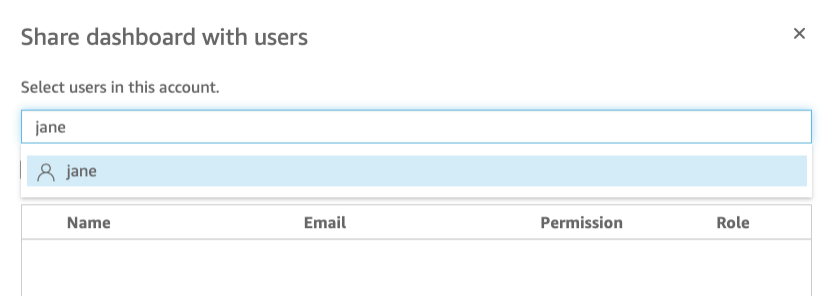 Share dashboard with users
Select users in this account.
jane
jane
Name Email Permission Role